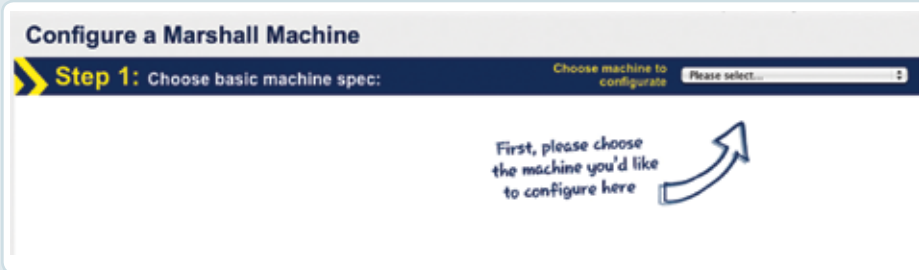 Configure a Marshall Machine
Step 1: Choose basic machine spec:
Choose machine to
configurate
Please select...
First, please choose
the machine you'd like
to configure here